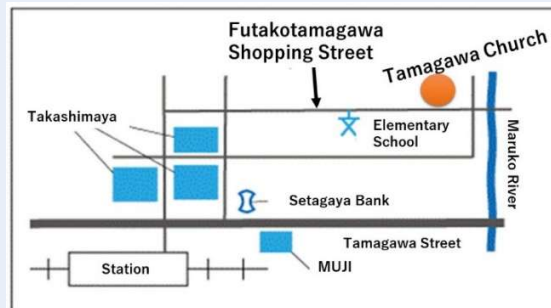 Futakotamagawa
Shopping Street
Tamagawa Church
Takashimaya
Elementary
School
Maruko River
Setagaya Bank
Tamagawa Street
Station
MUJI